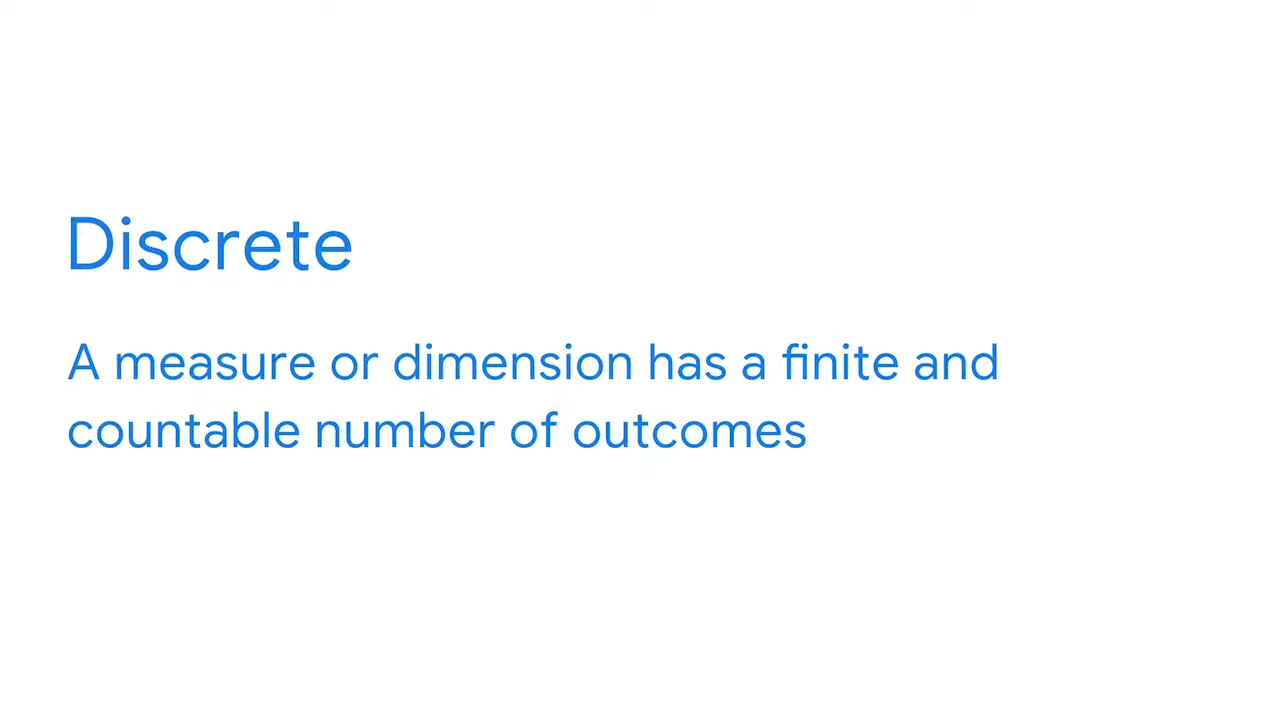 Discrete
A measure or dimension has a finite and
countable number of outcomes